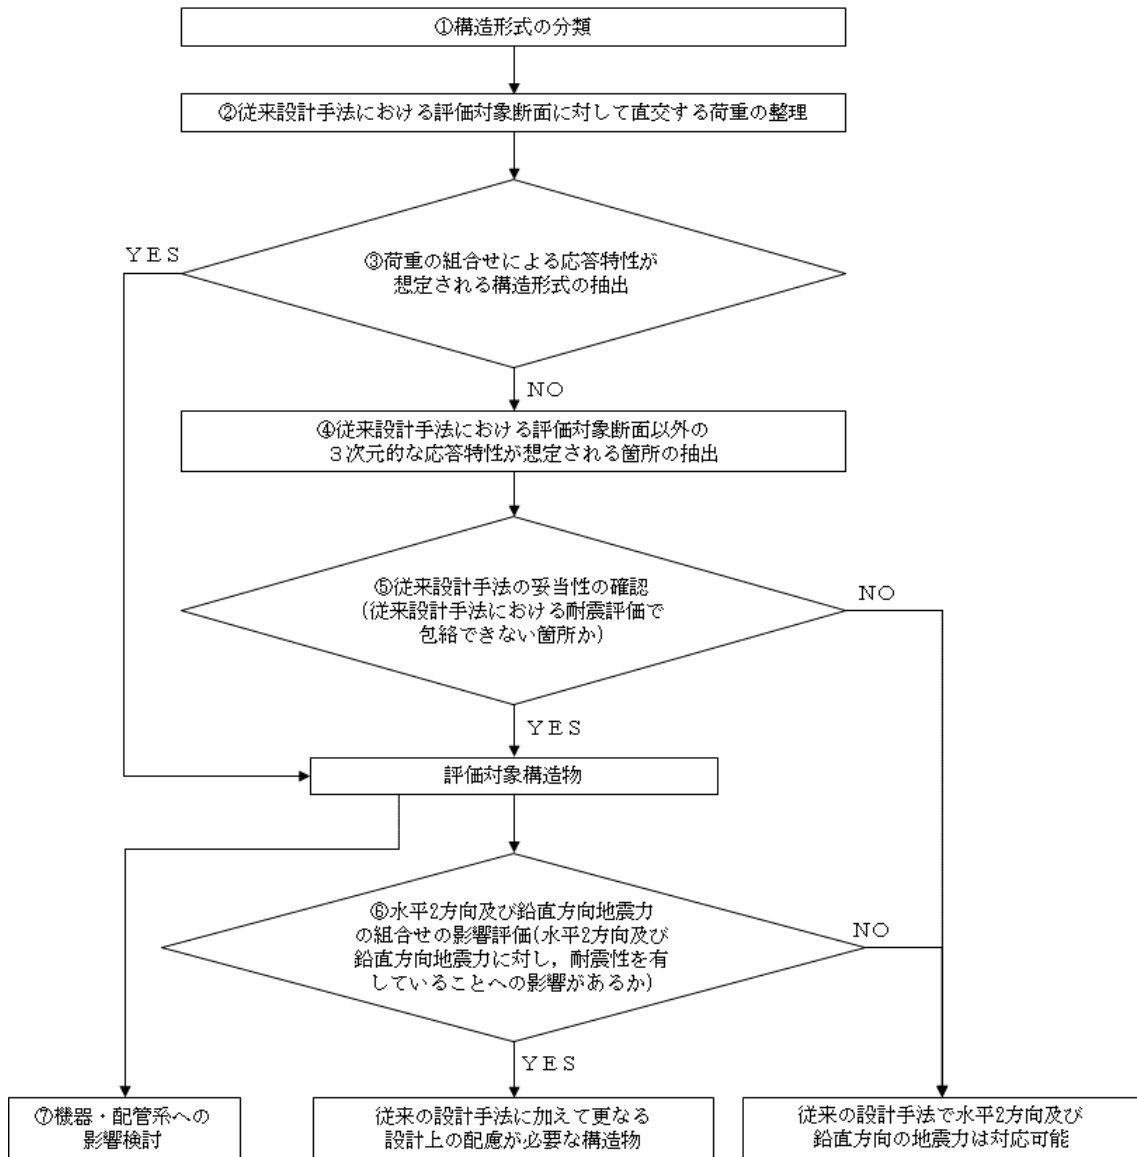 ①構造形式の分類
②従来設計手法における評価対象断面に対して直交する荷重の整理
YES
③荷重の組合せによる応答特性が
想定される構造形式の抽出
NO
④従来設計手法における評価対象断面以外の
3次元的な応答特性が想定される箇所の抽出
⑤従来設計手法の妥当性の確認
(従来設計手法における耐震評価で
包絡できない箇所か)
NO
YES
評価対象構造物
⑥水平2方向及び鉛直方向地震力
の組合せの影響評価(水平2方向及び
鉛直方向地震力に対し，耐震性を有
していることへの影響があるか)
NO
YES
⑦機器・配管系への
影響検討
従来の設計手法に加えて更なる
設計上の配慮が必要な構造物
従来の設計手法で水平2方向及び
鉛直方向の地震力は対応可能